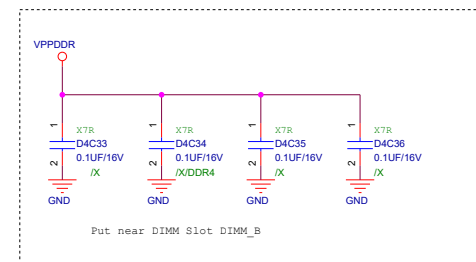 VPPDDR
1 X7R 1 X7R 1 X7R 1 X7R
D4C33 D4C34 D4C35 D4C36
2 0.1UF/16V 2 0.1UF/16V 2 0.1UF/16V 2 0.1UF/16V
/X /X/DDR4 /X /X
GND GND GND GND
Put near DIMM Slot DIMM_B